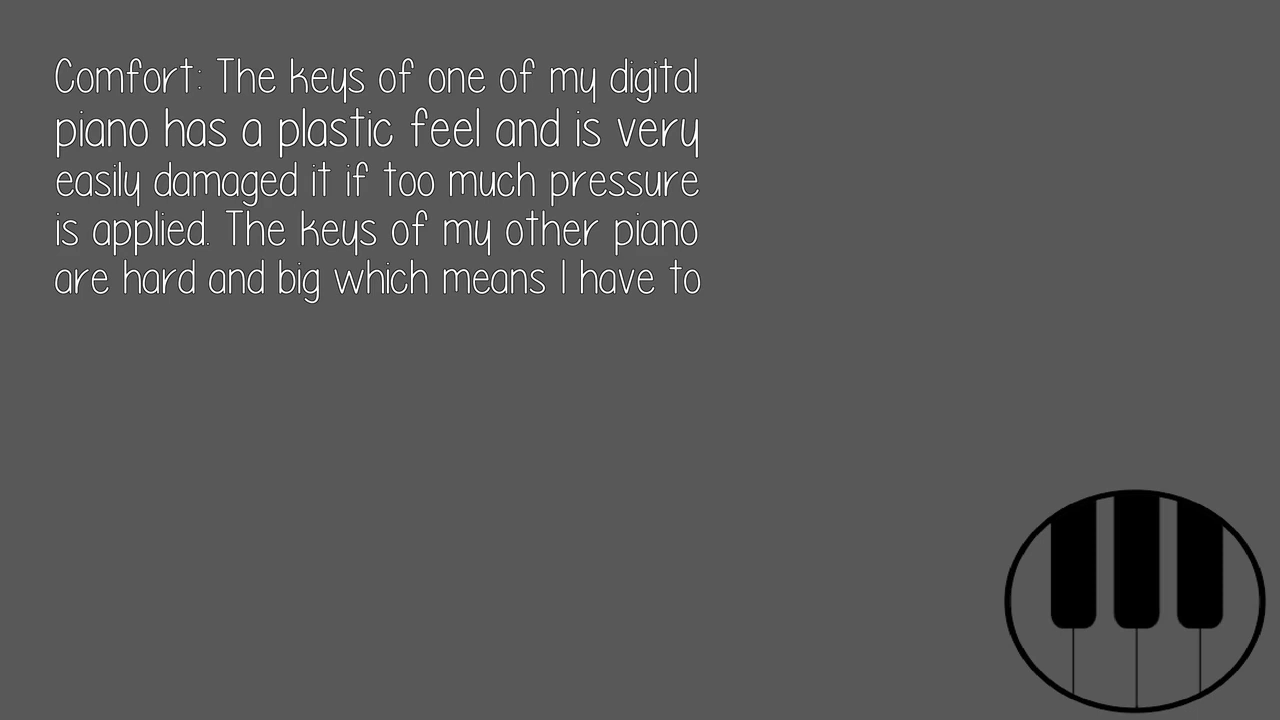 Comfort: The keys of one of my digital
piano has a plastic feel and is very
easily damaged it if too much pressure
is applied. The keys of my other piano
are hard and big which means I have to